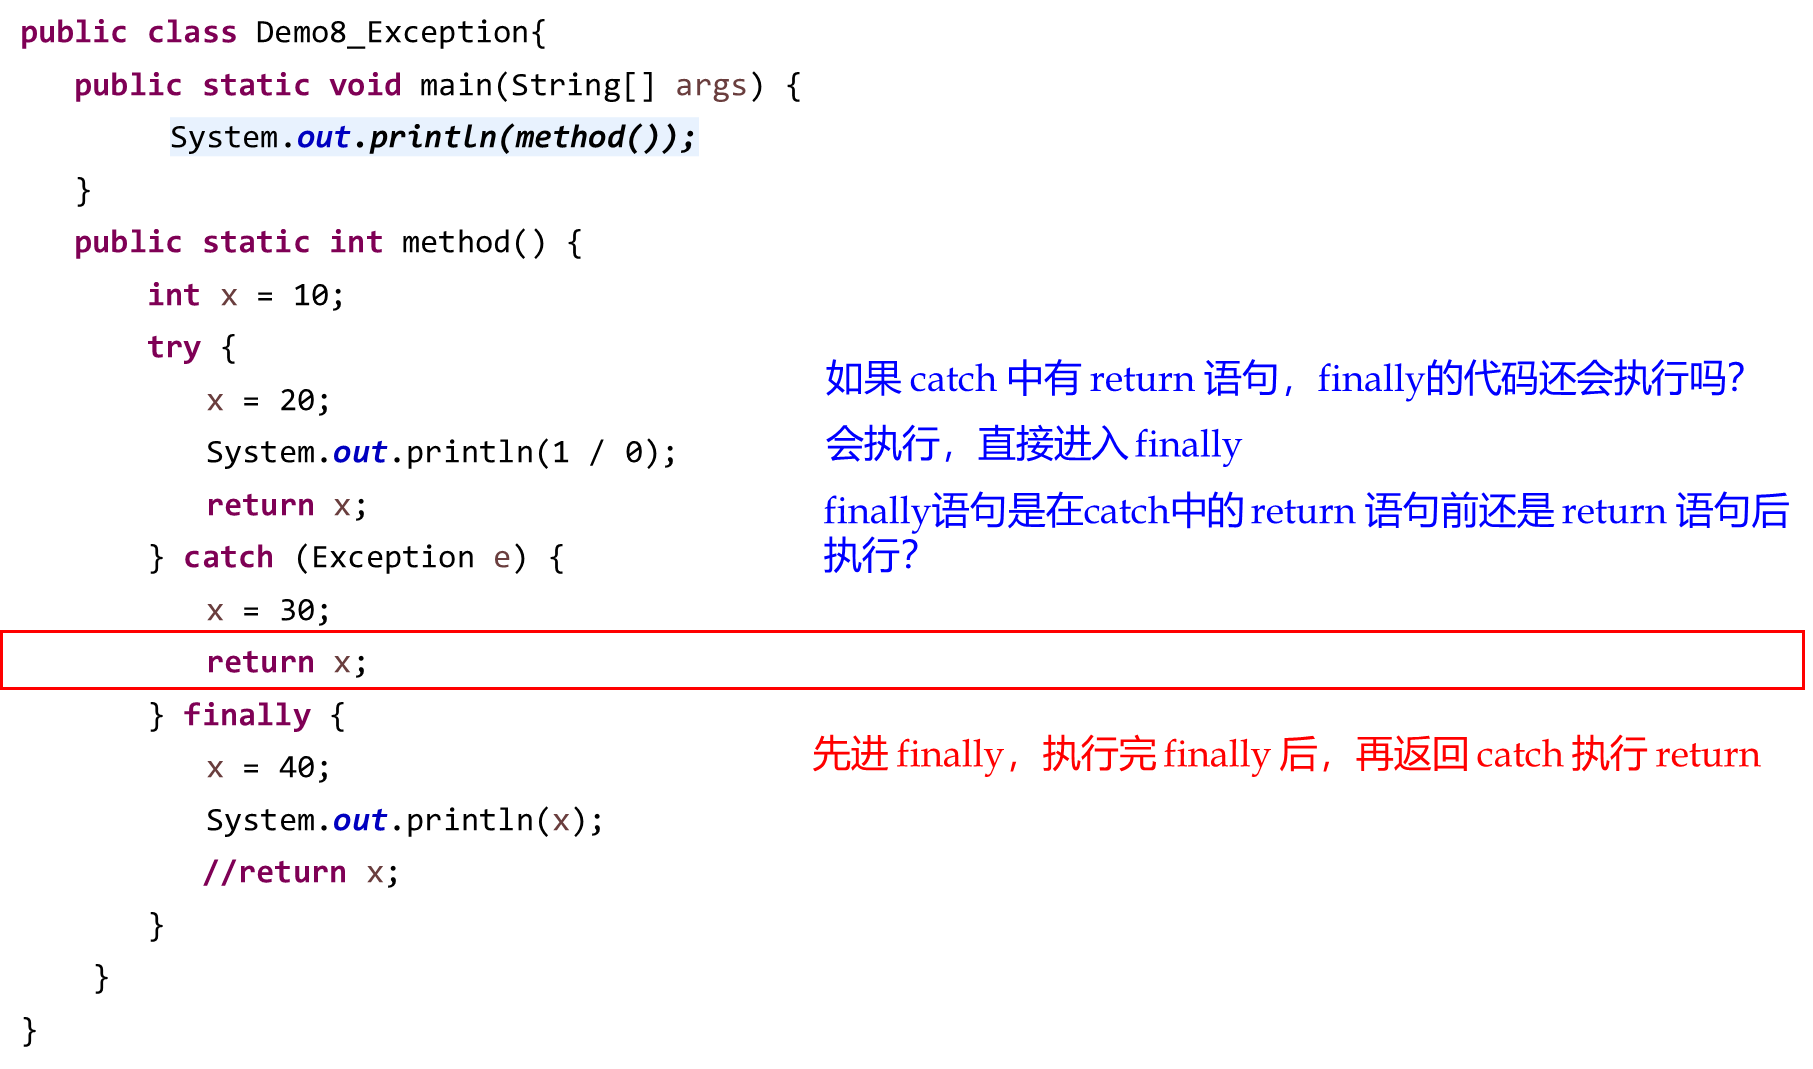 public class Demo8_Exception{
public static void main(String[] args) {
System.out.println(method());
}
public static int method() {
int x = 10;
try {
x = 20;
System.out.println(1 / 0);
return x;
} catch (Exception e) {
x = 30;
return x;
} finally {
x = 40;
System.out.println(x);
//return x;
}
}
}
如果 catch 中有 return 语句，finally的代码还会执行吗？
会执行，直接进入 finally
finally语句是在catch中的 return 语句前还是 return 语句后
执行？
先进 finally，执行完 finally 后，再返回 catch 执行 return